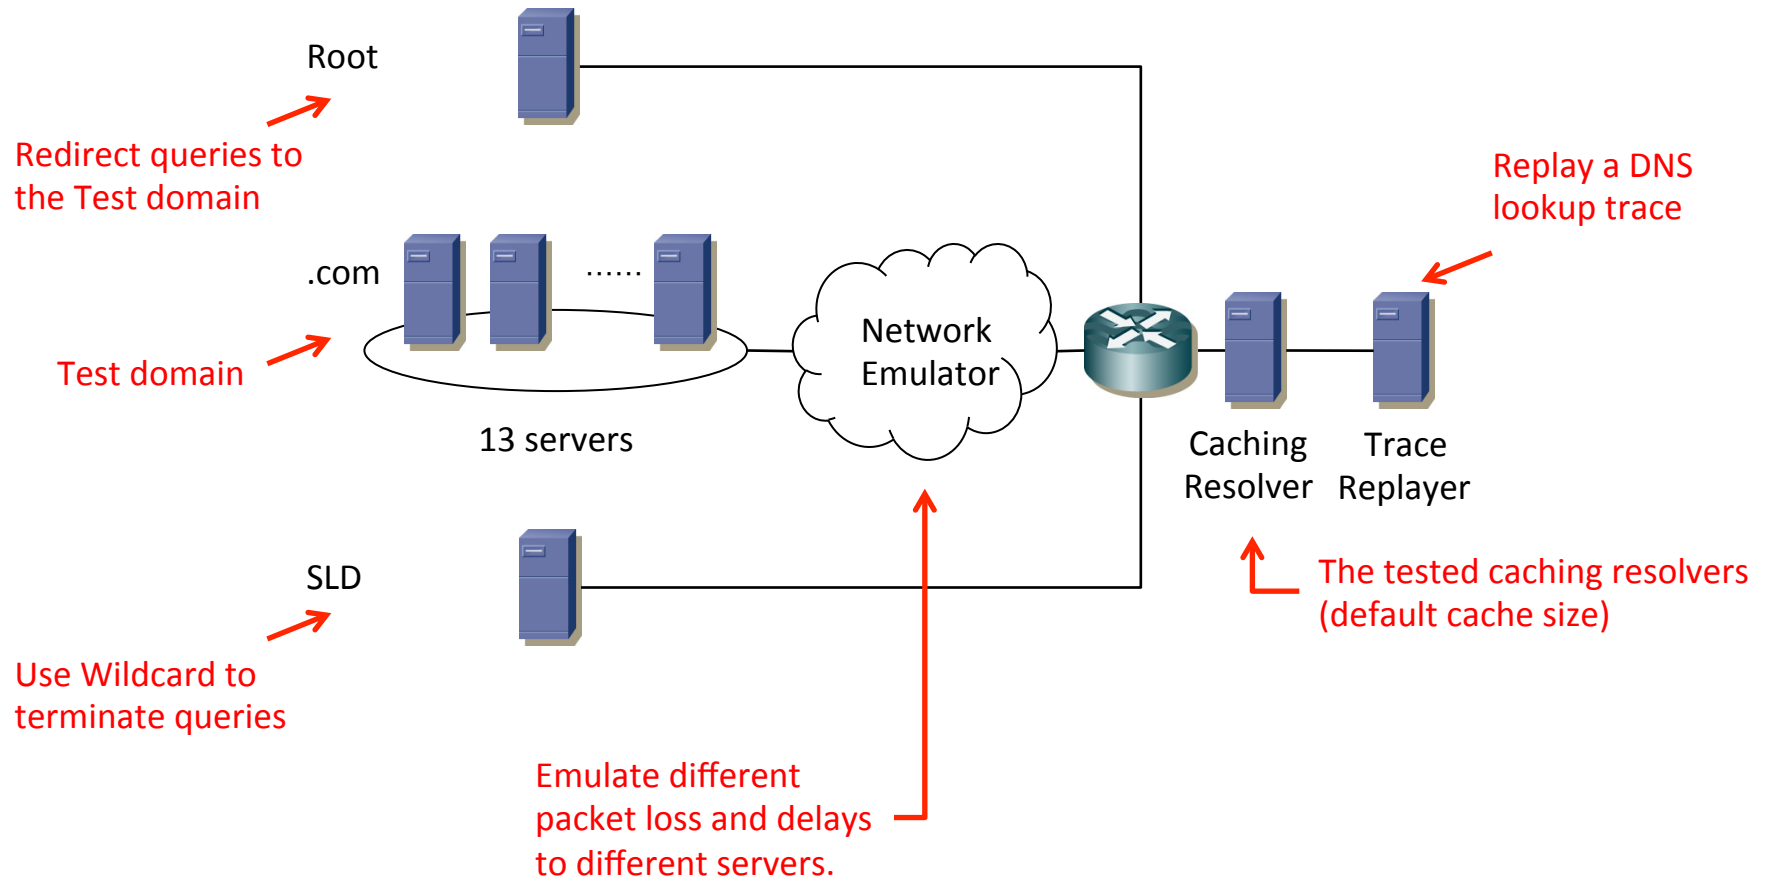 Root
Redirect queries to
the Test domain
Replay a DNS
lookup trace
.com
......
Test domain
13 servers
Network
Emulator
Caching
Resolver
Trace
Replayer
The tested caching resolvers
(default cache size)
SLD
Use Wildcard to
terminate queries
Emulate different
packet loss and delays
to different servers.